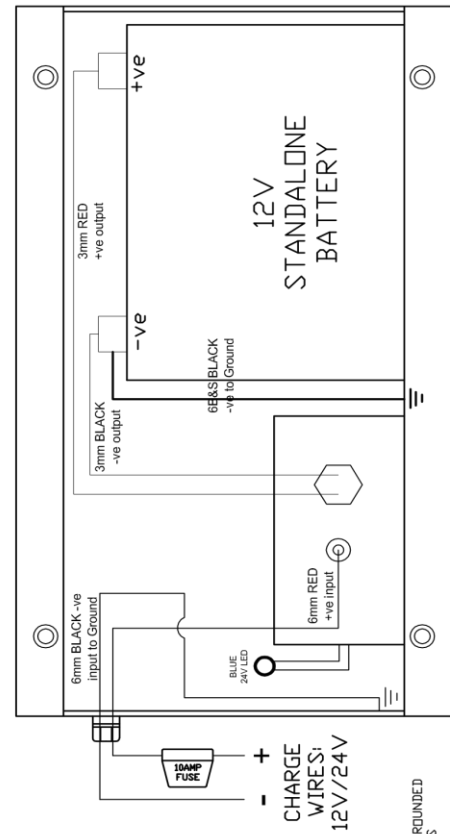 3mm RED
+ve output
+ve
12V
STANDALONE
BATTERY
-ve
3mm BLACK
-ve output
6B&S BLACK
-ve to Ground
6mm BLACK -ve
input to Ground
6mm RED
+ve input
BLUE
24V LED
10AMP
FUSE
+
-
CHARGE
WIRES:
12V/24V